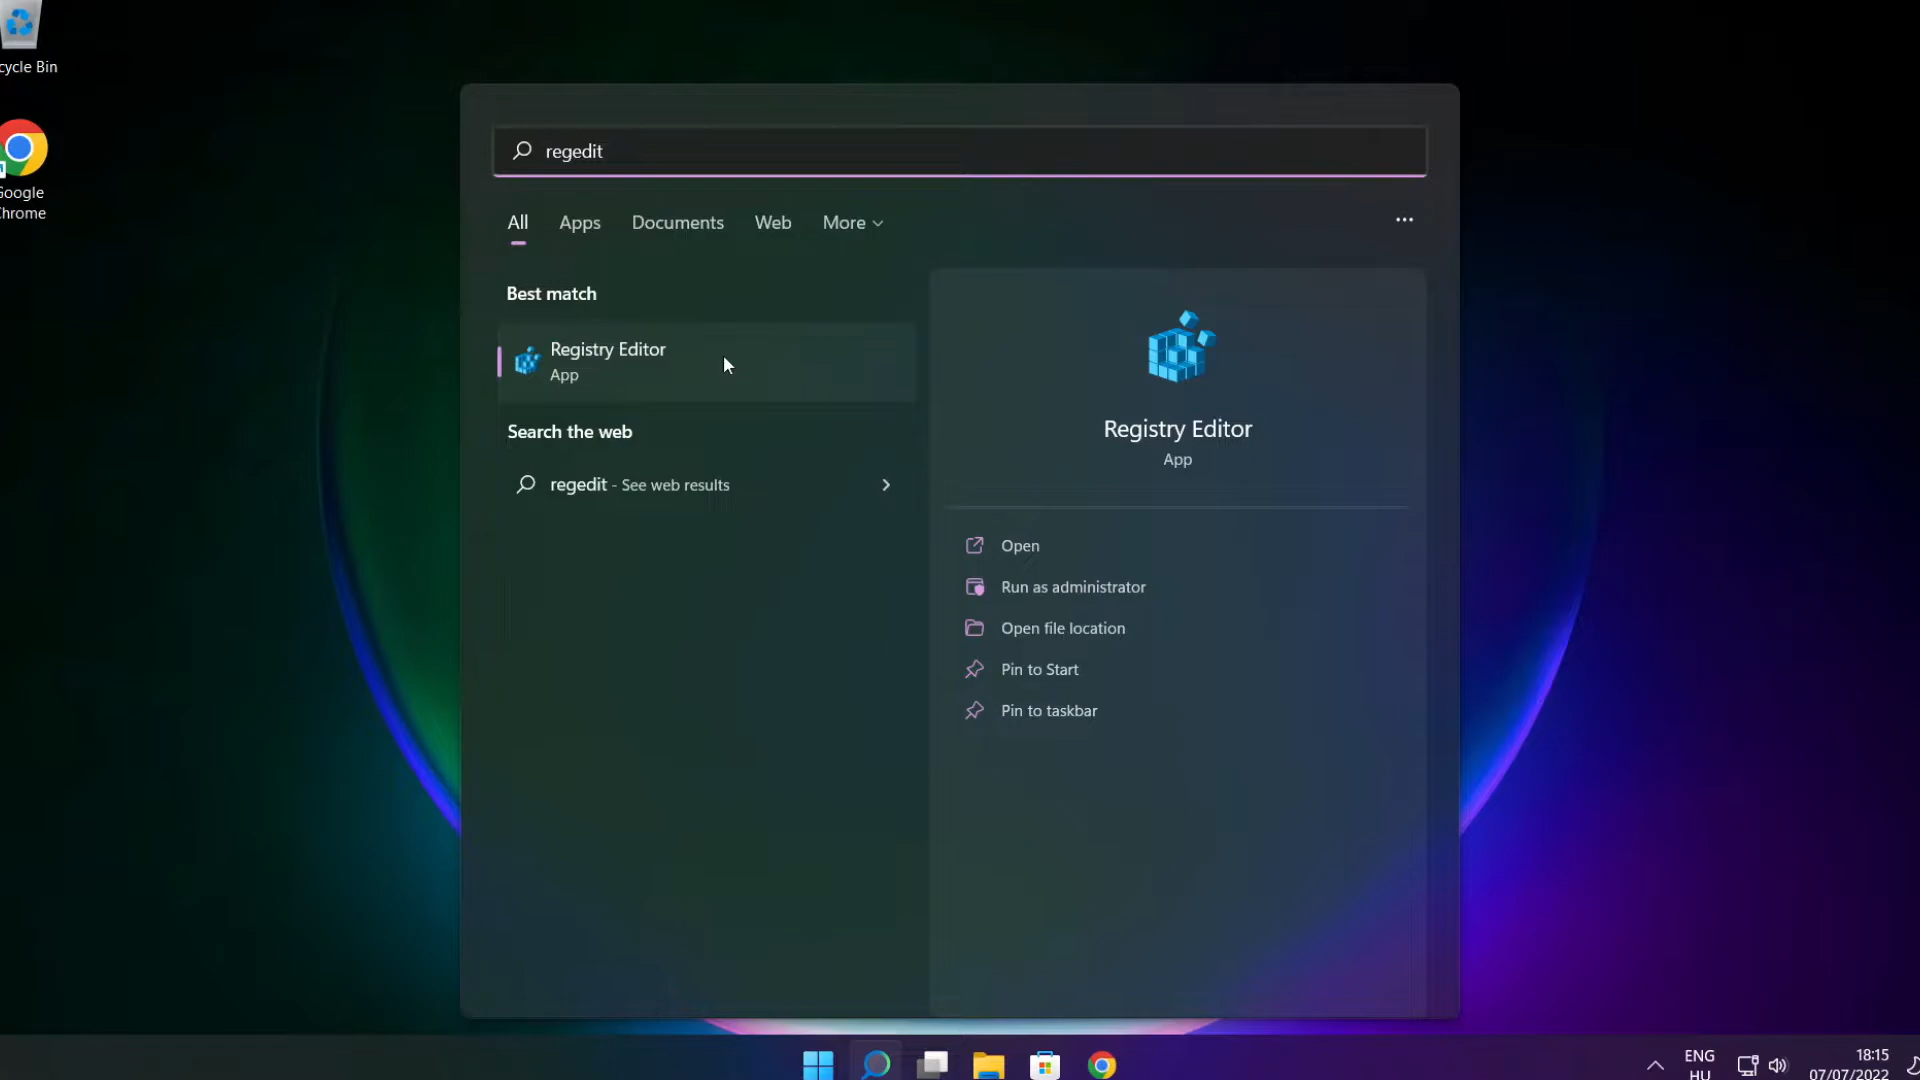 cycle Bin
Google
Chrome
regedit
All Apps Documents Web More
Best match
Registry Editor
App
Search the web
regedit - See web results
Registry Editor
App
Open
Run as administrator
Open file location
Pin to Start
Pin to taskbar
ENG
HU
18:15
07/07/2022